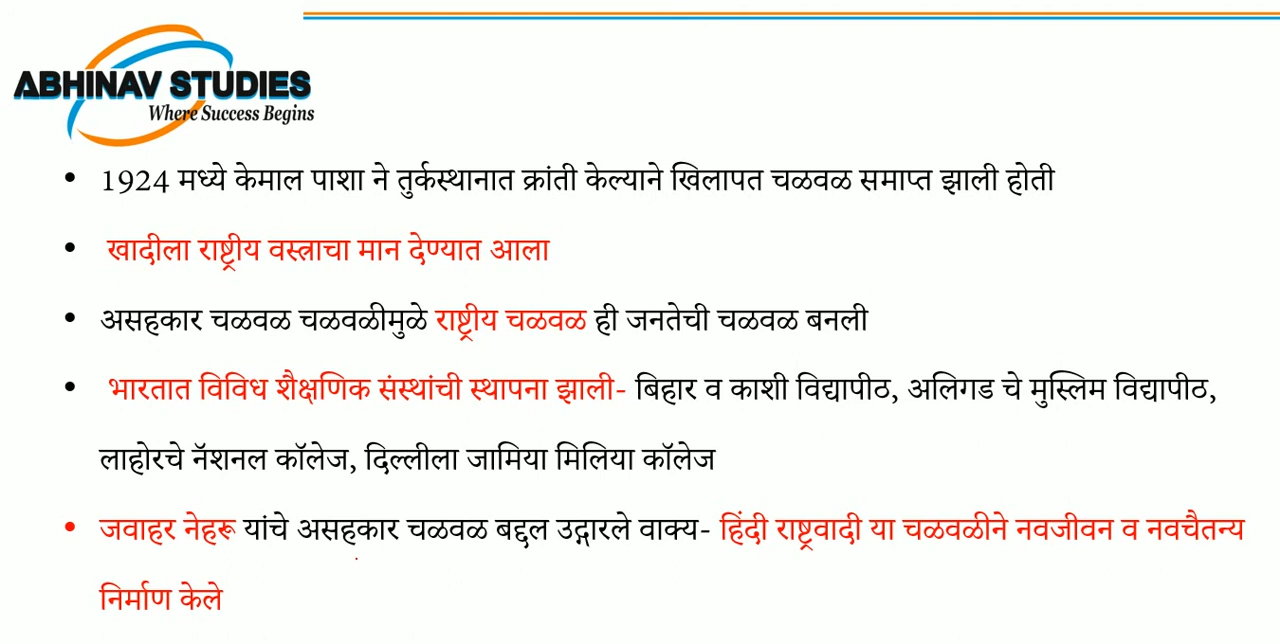 ABHINAV STUDIES
Where Success Begins
• 1924 मध्ये केमाल पाशा ने तुर्कस्थानात क्रांती केल्याने खिलापत चळवळ समाप्त झाली होती
• खादीला राष्ट्रीय वस्त्राचा मान देण्यात आला
• असहकार चळवळ चळवळीमुळे राष्ट्रीय चळवळ ही जनतेची चळवळ बनली
• भारतात विविध शैक्षणिक संस्थांची स्थापना झाली- बिहार व काशी विद्यापीठ, अलिगड चे मुस्लिम विद्यापीठ,
लाहोरचे नॅशनल कॉलेज, दिल्लीला जामिया मिलिया कॉलेज
• जवाहर नेहरू यांचे असहकार चळवळ बद्दल उद्गारले वाक्य- हिंदी राष्ट्रवादी या चळवळीने नवजीवन व नवचैतन्य
निर्माण केले